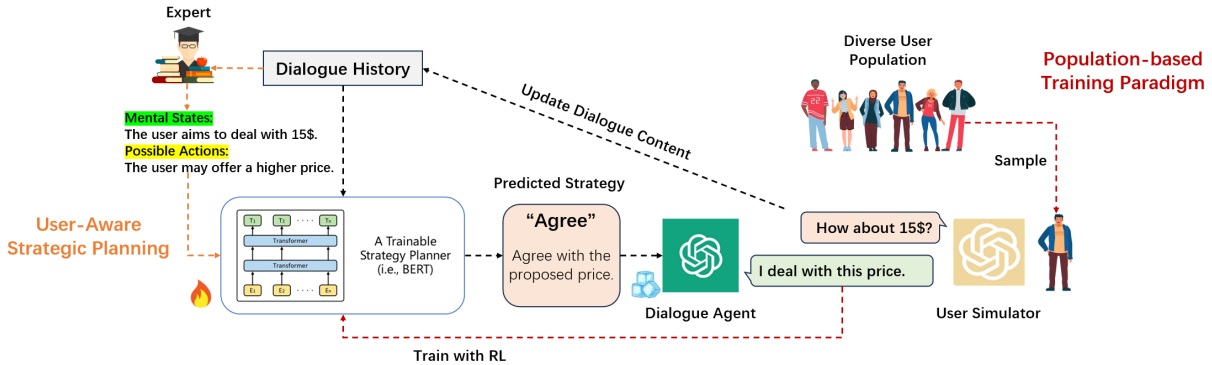 Expert
Dialogue History
Mental States:
The user aims to deal with 15$.
Possible Actions:
The user may offer a higher price.
User-Aware
Strategic Planning
T₁ T₂ · · · · Tₙ
Transformer
Transformer
E₁ E₂ · · · · Eₙ
A Trainable
Strategy Planner
(i.e., BERT)
Predicted Strategy
“Agree”
Agree with the
proposed price.
Update Dialogue Content
Dialogue Agent
Diverse User
Population
Population-based
Training Paradigm
22
Sample
How about 15$?
I deal with this price.
User Simulator
Train with RL